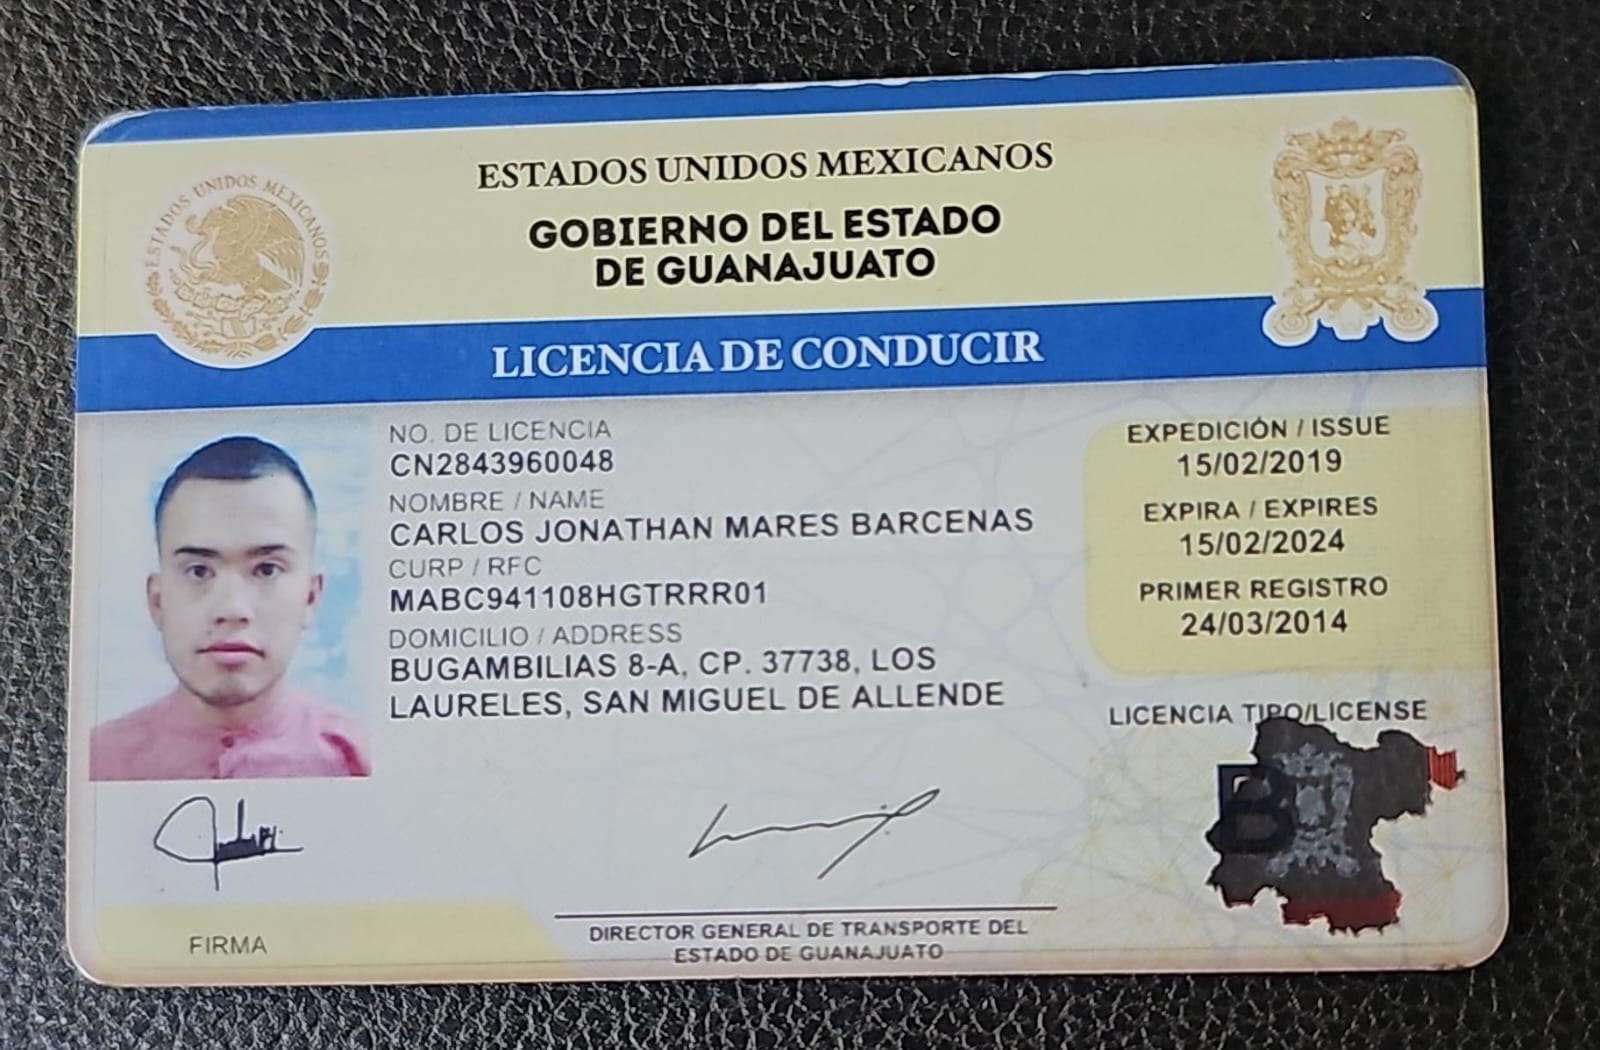 ESTADOS UNIDOS MEXICANOS
ESTADOS UNIDOS MEXICANOS
GOBIERNO DEL ESTADO
DE GUANAJUATO
LICENCIA DE CONDUCIR
NO. DE LICENCIA
CN2843960048
NOMBRE / NAME
CARLOS JONATHAN MARES BARCENAS
CURP / RFC
MABC941108HGTRRR01
DOMICILIO / ADDRESS
BUGAMBILIAS 8-A, CP. 37738, LOS
LAURELES, SAN MIGUEL DE ALLENDE
EXPEDICIÓN / ISSUE
15/02/2019
EXPIRA / EXPIRES
15/02/2024
PRIMER REGISTRO
24/03/2014
LICENCIA TIPO/LICENSE
B
FIRMA
DIRECTOR GENERAL DE TRANSPORTE DEL
ESTADO DE GUANAJUATO